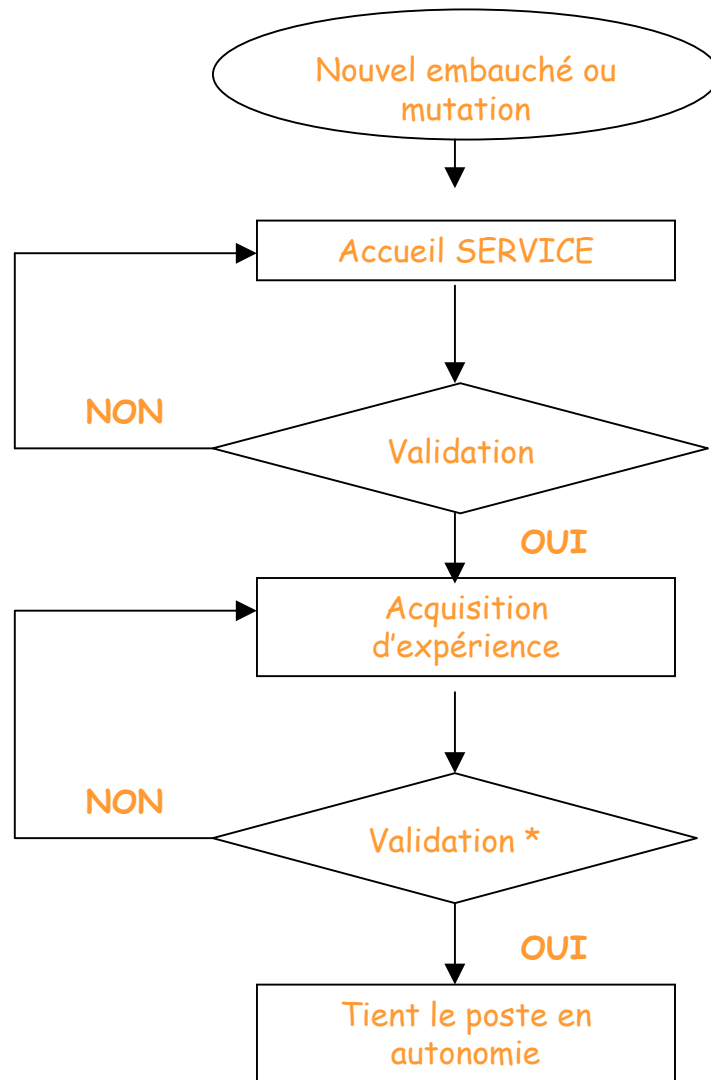 Nouvel embauché ou
mutation
Accueil SERVICE
NON
Validation
OUI
Acquisition
d'expérience
NON
Validation *
OUI
Tient le poste en
autonomie